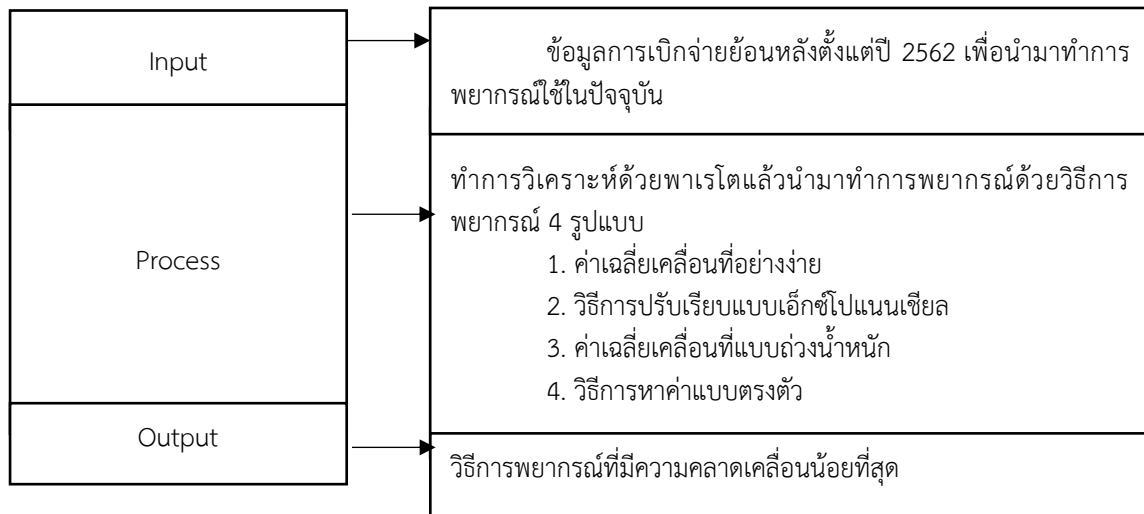 Input
ข้อมูลการเบิกจ่ายย้อนหลังตั้งแต่ปี 2562 เพื่อนำมาทำการ
พยากรณ์ใช้ในปัจจุบัน
Process
ทำการวิเคราะห์ด้วยพาเรโตแล้วนำมาทำการพยากรณ์ด้วยวิธีการ
พยากรณ์ 4 รูปแบบ
1. ค่าเฉลี่ยเคลื่อนที่อย่างง่าย
2. วิธีการปรับเรียบแบบเอ็กซ์โปแนนเชียล
3. ค่าเฉลี่ยเคลื่อนที่แบบถ่วงน้ำหนัก
4. วิธีการหาค่าแบบตรงตัว
Output
วิธีการพยากรณ์ที่มีความคลาดเคลื่อนน้อยที่สุด